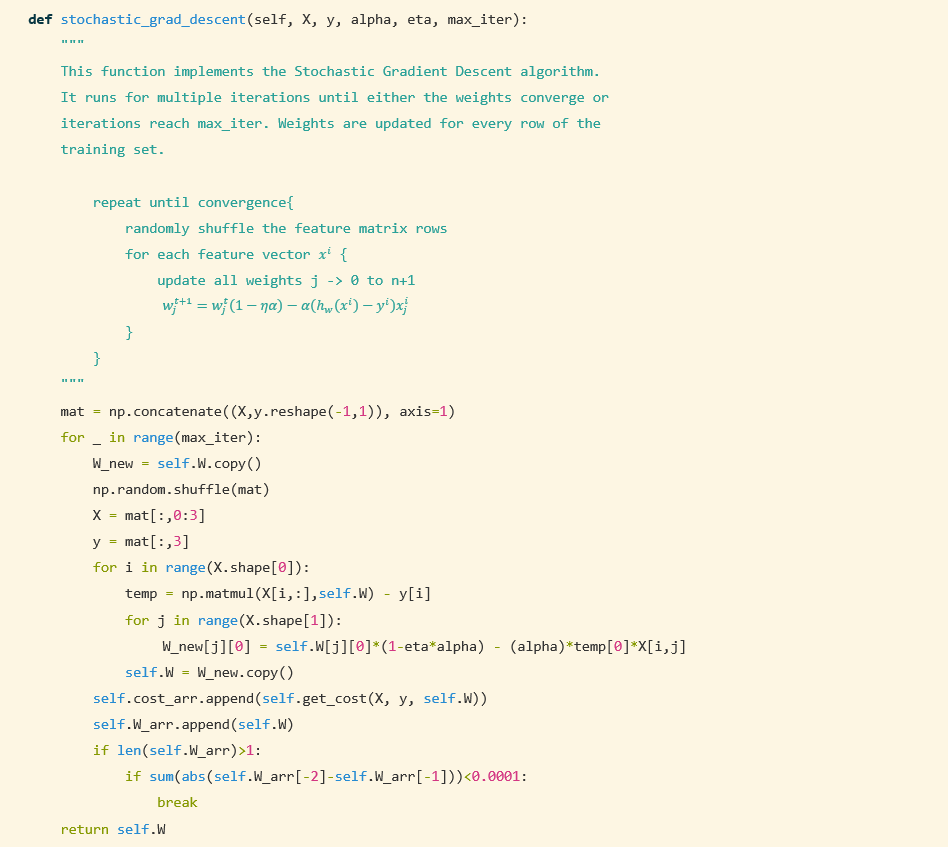 def stochastic_grad_descent(self, X, y, alpha, eta, max_iter):
    """
    This function implements the Stochastic Gradient Descent algorithm.
    It runs for multiple iterations until either the weights converge or
    iterations reach max_iter. Weights are updated for every row of the
    training set.

        repeat until convergence{
            randomly shuffle the feature matrix rows
            for each feature vector xⁱ {
                update all weights j -> 0 to n+1
                w_j^{t+1} = w_j^t(1 − ηα) − α(h_w(xⁱ) − yⁱ)x_j^i
            }
        }
    """
    mat = np.concatenate((X,y.reshape(-1,1)), axis=1)
    for _ in range(max_iter):
        W_new = self.W.copy()
        np.random.shuffle(mat)
        X = mat[:,0:3]
        y = mat[:,3]
        for i in range(X.shape[0]):
            temp = np.matmul(X[i,:],self.W) - y[i]
            for j in range(X.shape[1]):
                W_new[j][0] = self.W[j][0]*(1-eta*alpha) - (alpha)*temp[0]*X[i,j]
            self.W = W_new.copy()
        self.cost_arr.append(self.get_cost(X, y, self.W))
        self.W_arr.append(self.W)
        if len(self.W_arr)>1:
            if sum(abs(self.W_arr[-2]-self.W_arr[-1]))<0.0001:
                break
    return self.W